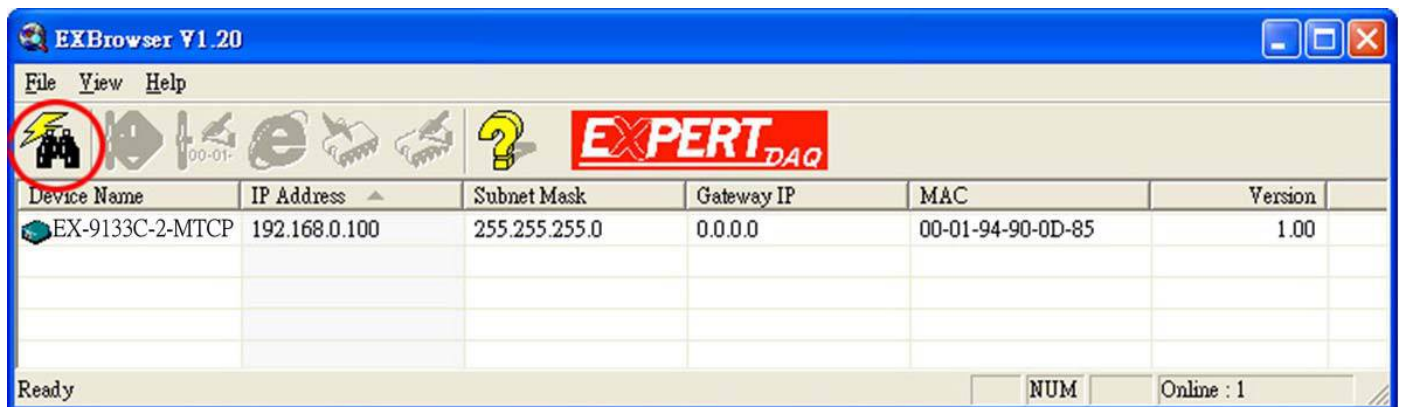 EXBrowser V1.20
File View Help
00-01-
EXPERT DAQ
Device Name IP Address Subnet Mask Gateway IP MAC Version
EX-9133C-2-MTCP 192.168.0.100 255.255.255.0 0.0.0.0 00-01-94-90-0D-85 1.00
Ready NUM Online : 1